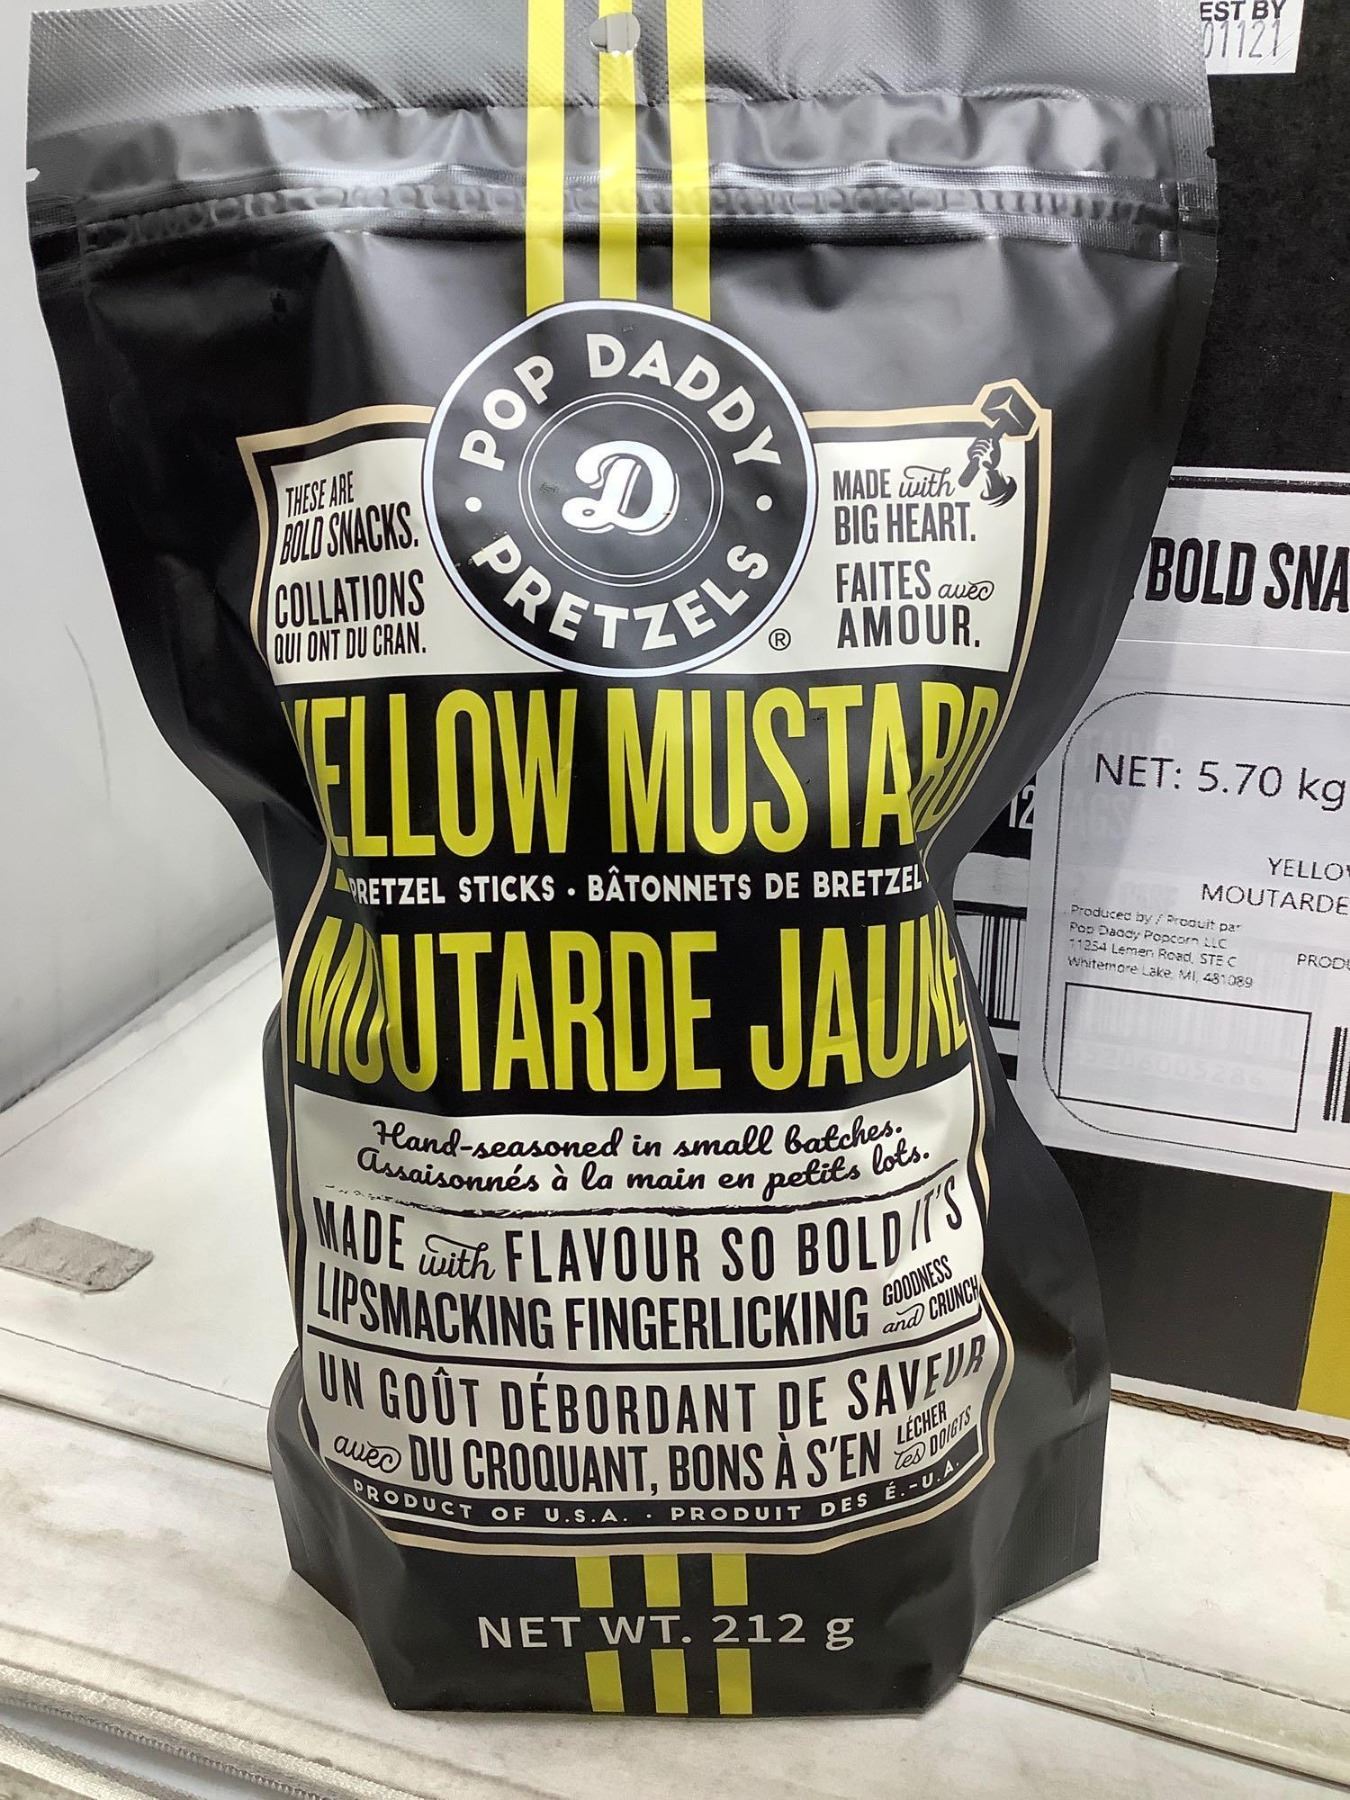 POP DADDY
D
PRETZELS
®
THESE ARE
BOLD SNACKS.
COLLATIONS
QUI ONT DU CRAN.
MADE with
BIG HEART.
FAITES avec
AMOUR.
YELLOW MUSTARD
PRETZEL STICKS · BÂTONNETS DE BRETZEL
MOUTARDE JAUNE
Hand-seasoned in small batches.
Assaisonnés à la main en petits lots.
MADE with FLAVOUR SO BOLD IT'S
LIPSMACKING FINGERLICKING GOODNESS and CRUNCH
UN GOÛT DÉBORDANT DE SAVEUR
avec DU CROQUANT, BONS À S'EN LÉCHER les DOIGTS
PRODUCT OF U.S.A. · PRODUIT DES É.-U.A.
NET WT. 212 g
EST BY
01121
BOLD SNA
NET: 5.70 kg
YELLOW
MOUTARDE
Produced by / Produit par
Pop Daddy Popcorn LLC
11234 Lemen Road, STE C
Whitemore Lake, MI, 481089
PRODU